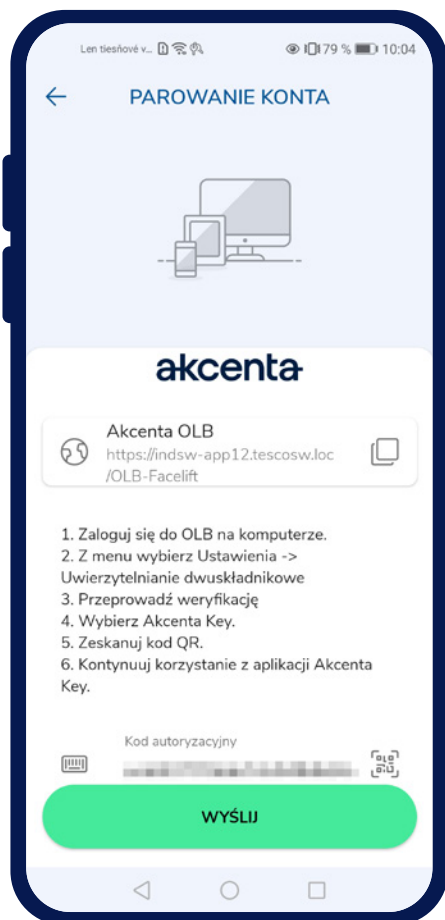 Len tiesňové v... 79 % 10:04
PAROWANIE KONTA
akcenta
Akcenta OLB
https://indsw-app12.tescosw.loc
/OLB-Facelift
1. Zaloguj się do OLB na komputerze.
2. Z menu wybierz Ustawienia ->
Uwierzytelnianie dwuskładnikowe
3. Przeprowadź weryfikację
4. Wybierz Akcenta Key.
5. Zeskanuj kod QR.
6. Kontynuuj korzystanie z aplikacji Akcenta
Key.
Kod autoryzacyjny
WYŚLIJ